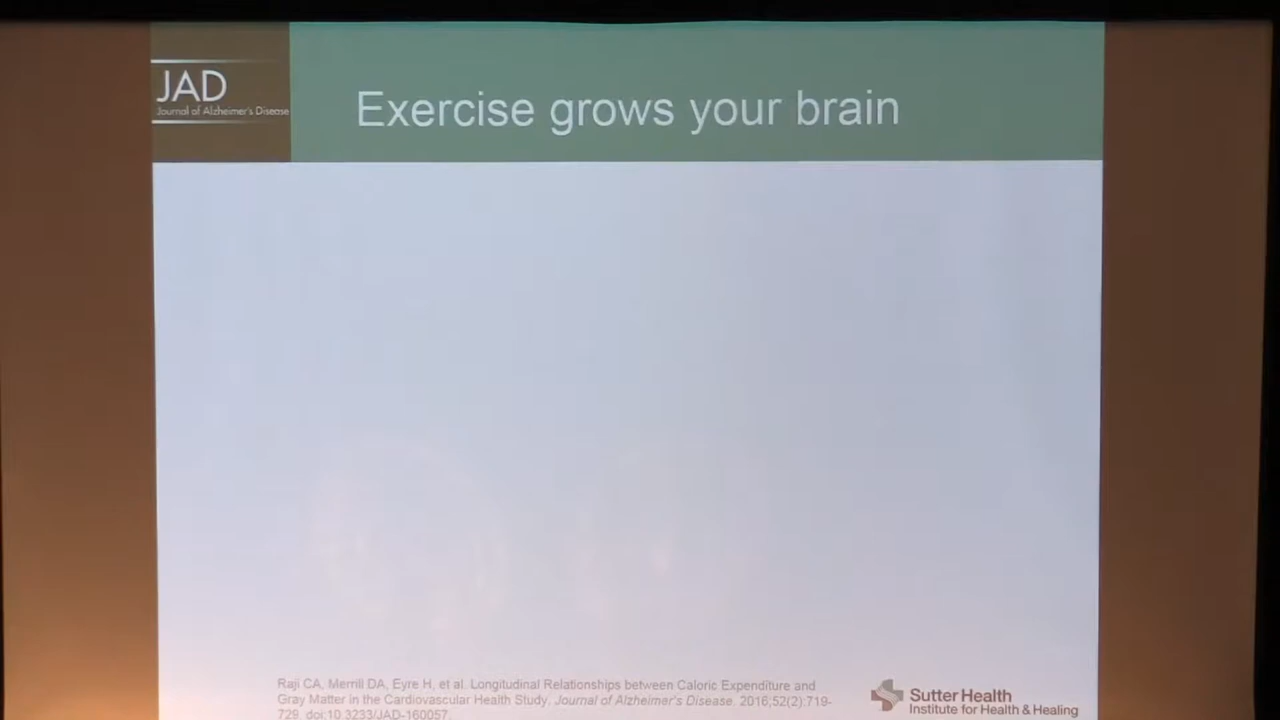 JAD
Journal of Alzheimer's Disease
Exercise grows your brain
Raji CA, Merrill DA, Eyre H, et al. Longitudinal Relationships between Caloric Expenditure and
Gray Matter in the Cardiovascular Health Study. Journal of Alzheimer's Disease. 2016;52(2):719-
729. doi:10.3233/JAD-160057.
Sutter Health
Institute for Health & Healing